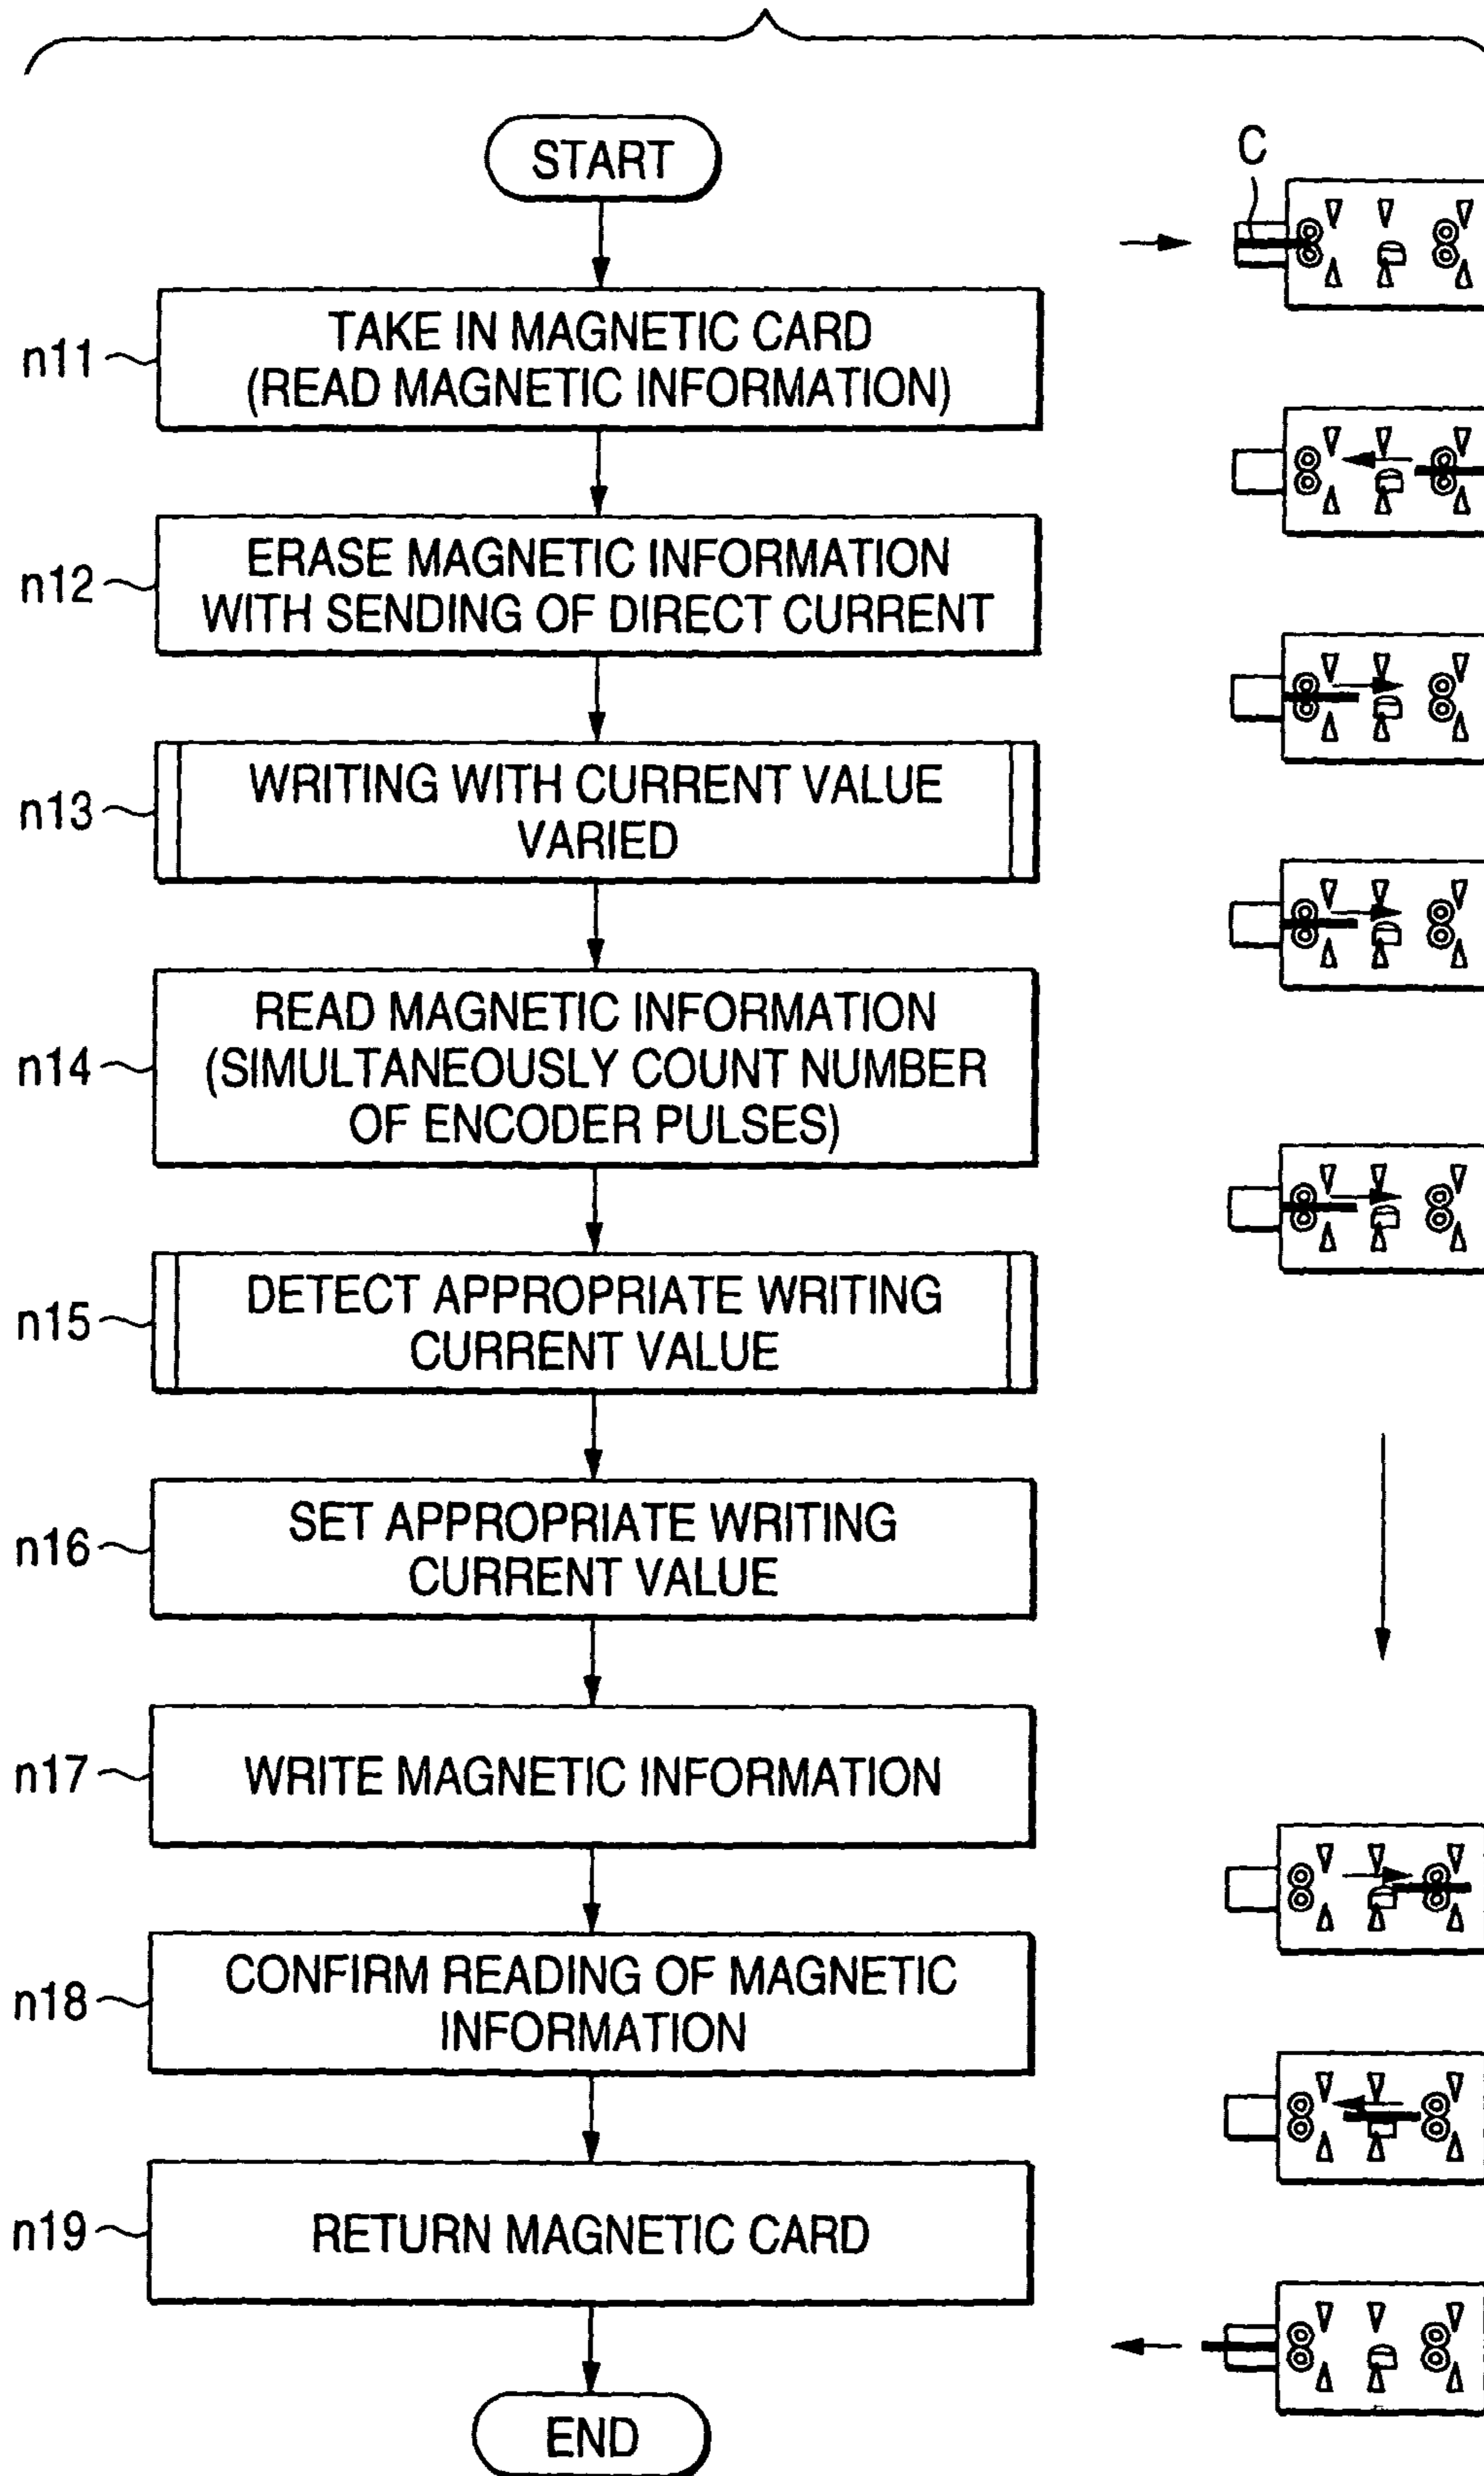 START
C
n11
TAKE IN MAGNETIC CARD
(READ MAGNETIC INFORMATION)
n12
ERASE MAGNETIC INFORMATION
WITH SENDING OF DIRECT CURRENT
n13
WRITING WITH CURRENT VALUE
VARIED
n14
READ MAGNETIC INFORMATION
(SIMULTANEOUSLY COUNT NUMBER
OF ENCODER PULSES)
n15
DETECT APPROPRIATE WRITING
CURRENT VALUE
n16
SET APPROPRIATE WRITING
CURRENT VALUE
n17
WRITE MAGNETIC INFORMATION
n18
CONFIRM READING OF MAGNETIC
INFORMATION
n19
RETURN MAGNETIC CARD
END